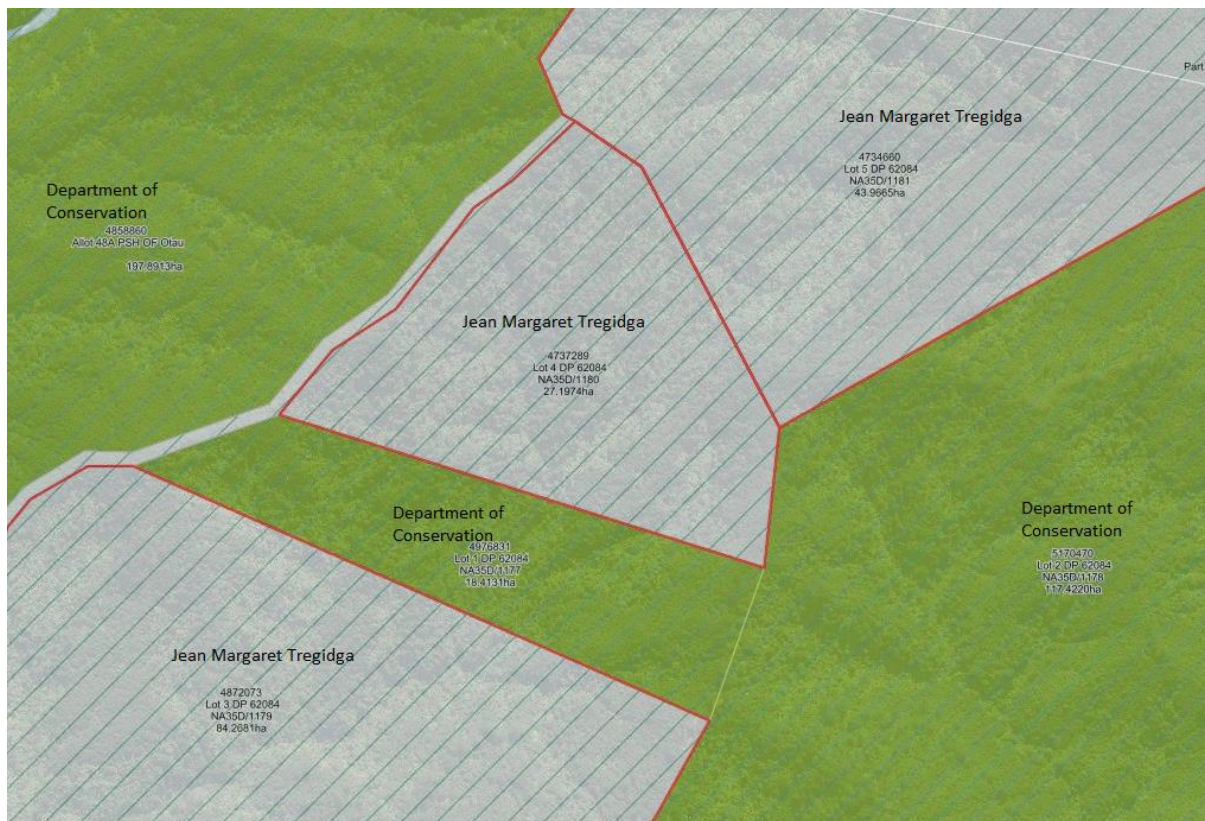 Part
Jean Margaret Tregidga
4734660
Lot 5 DP 62084
NA35D/1181
43.9665ha
Department of
Conservation
4858860
Allot 48A PSH OF Otau
197.8913ha
Jean Margaret Tregidga
4737289
Lot 4 DP 62084
NA35D/1180
27.1974ha
Department of
Conservation
4976831
Lot 1 DP 62084
NA35D/1177
18.4131ha
Department of
Conservation
5170470
Lot 2 DP 62084
NA35D/1178
117.4220ha
Jean Margaret Tregidga
4872073
Lot 3 DP 62084
NA35D/1179
84.2681ha